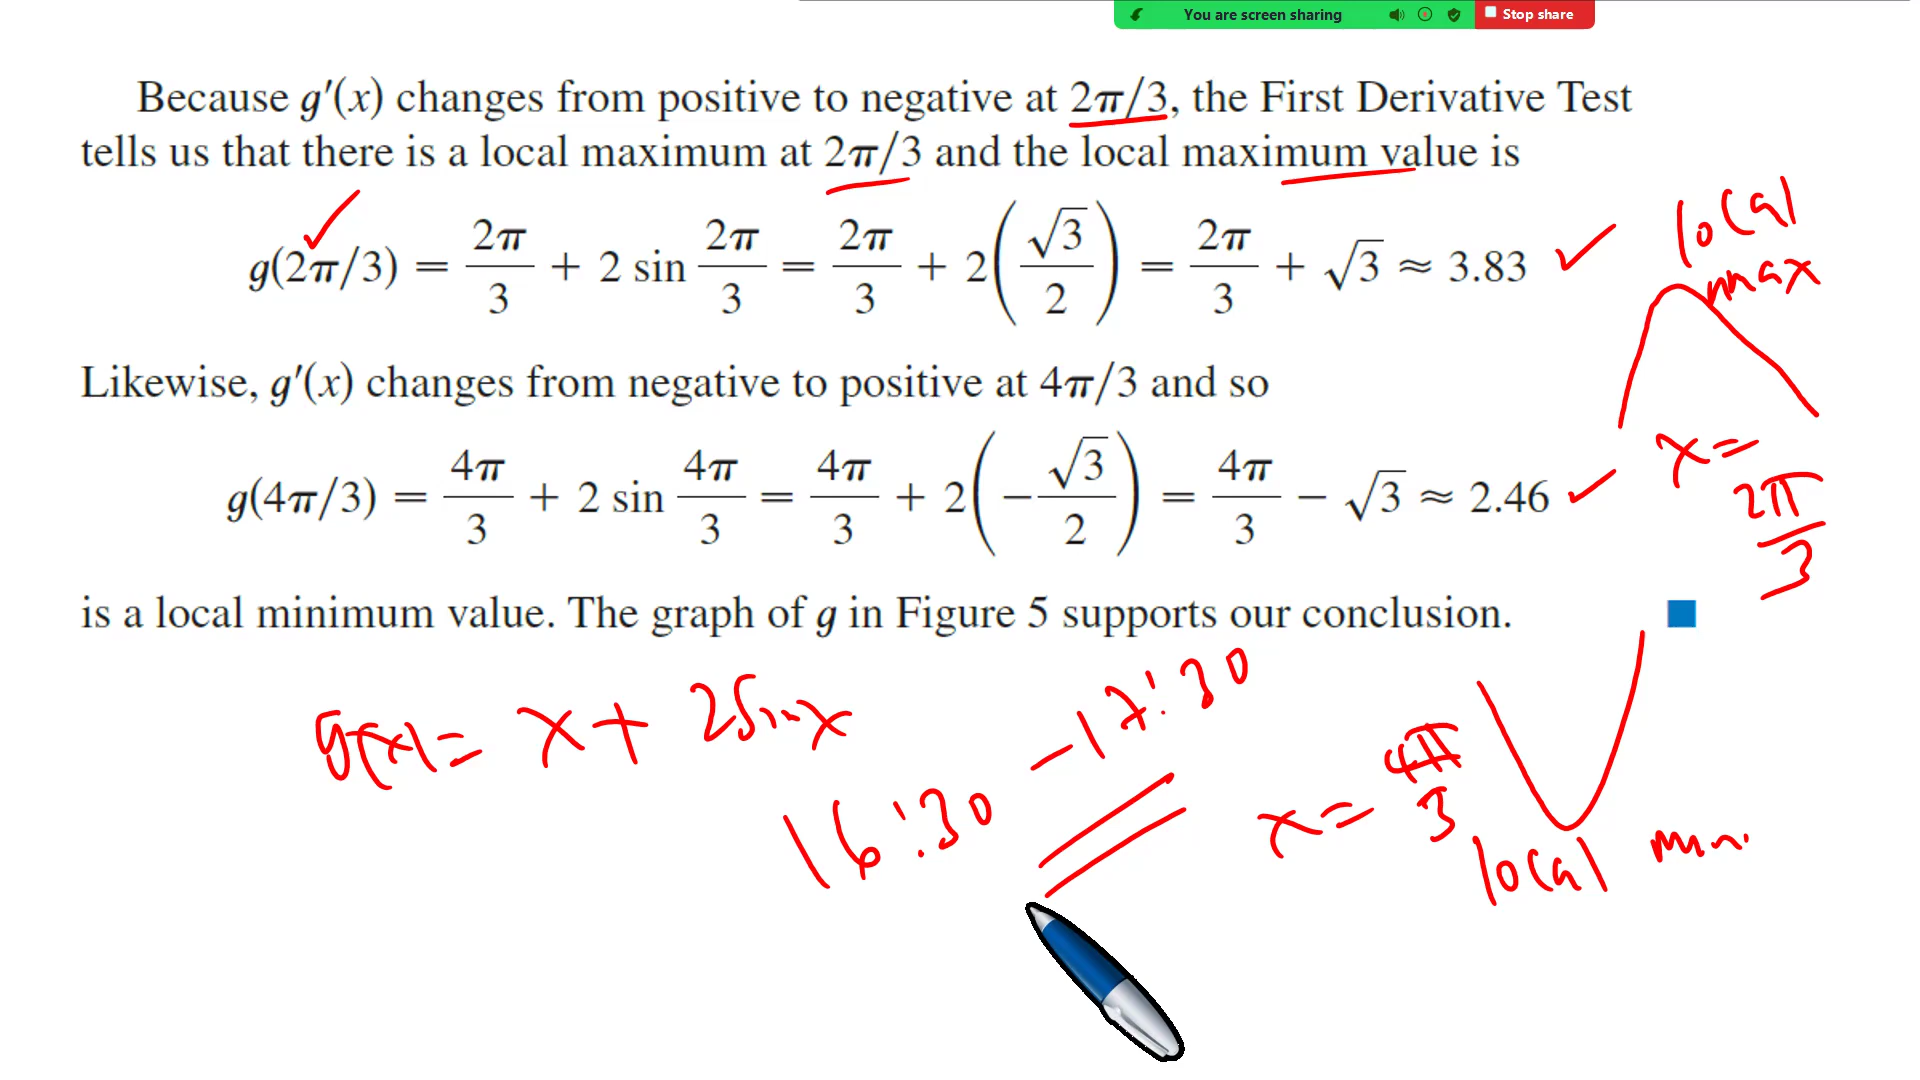 You are screen sharing Stop share
Because g′(x) changes from positive to negative at 2π/3, the First Derivative Test
tells us that there is a local maximum at 2π/3 and the local maximum value is
g(2π/3) = 2π/3 + 2 sin 2π/3 = 2π/3 + 2(√3/2) = 2π/3 + √3 ≈ 3.83
local
max
Likewise, g′(x) changes from negative to positive at 4π/3 and so
x =
2π/3
g(4π/3) = 4π/3 + 2 sin 4π/3 = 4π/3 + 2(−√3/2) = 4π/3 − √3 ≈ 2.46
is a local minimum value. The graph of g in Figure 5 supports our conclusion.
g(x) = x + 2 sin x
16:30 - 17:30
x = 4π/3
local min.